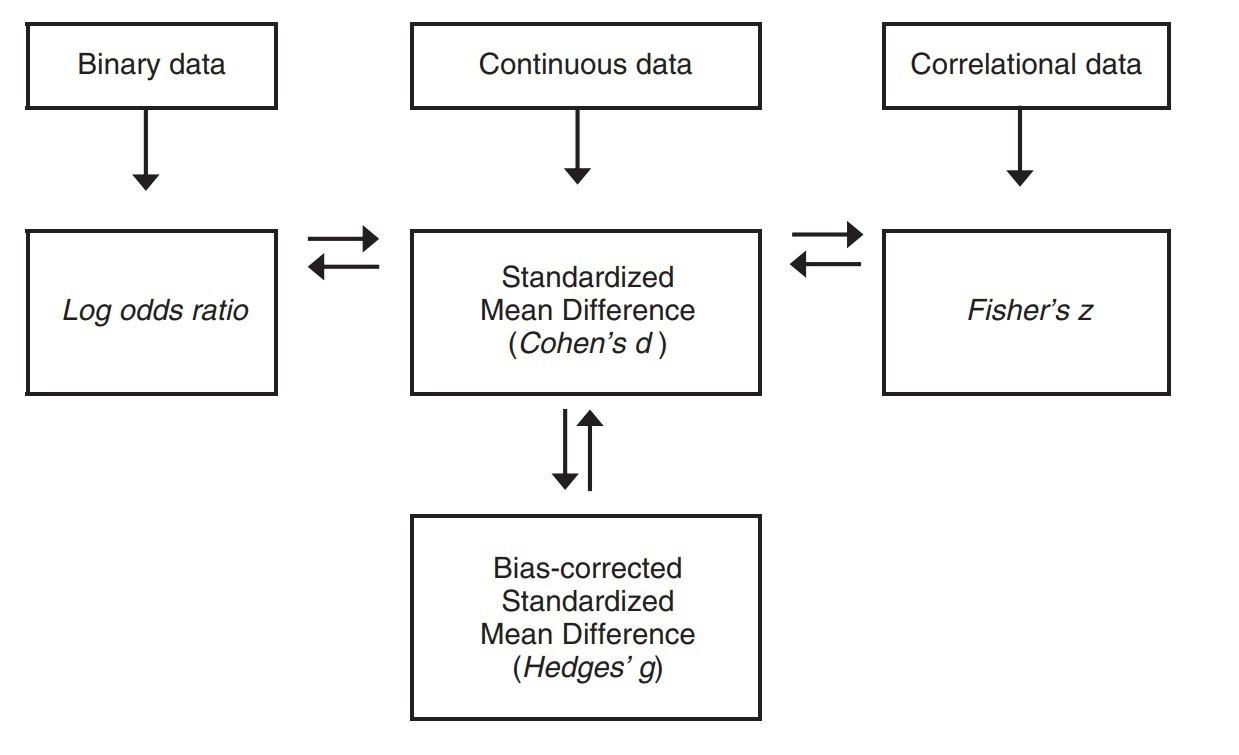 Binary data
Continuous data
Correlational data
Log odds ratio
Standardized
Mean Difference
(Cohen’s d )
Fisher’s z
Bias-corrected
Standardized
Mean Difference
(Hedges’ g)